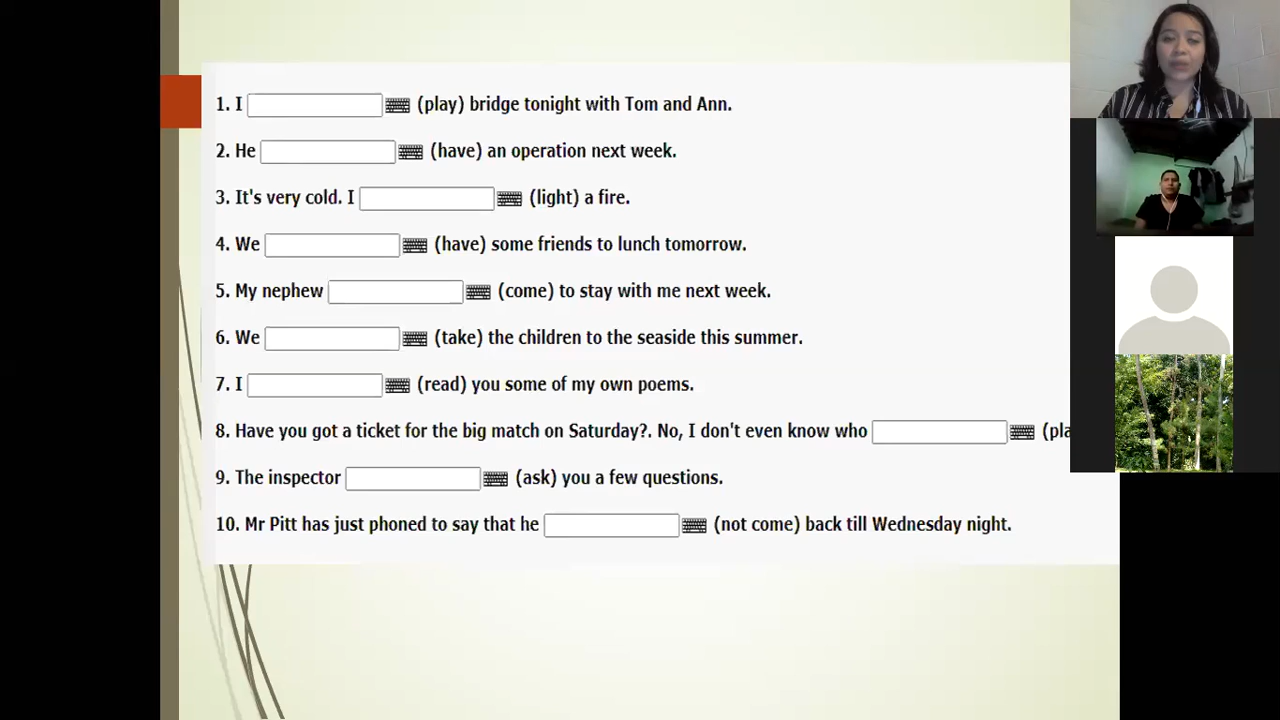 1. I (play) bridge tonight with Tom and Ann.
2. He (have) an operation next week.
3. It's very cold. I (light) a fire.
4. We (have) some friends to lunch tomorrow.
5. My nephew (come) to stay with me next week.
6. We (take) the children to the seaside this summer.
7. I (read) you some of my own poems.
8. Have you got a ticket for the big match on Saturday?. No, I don't even know who
9. The inspector (ask) you a few questions.
10. Mr Pitt has just phoned to say that he (not come) back till Wednesday night.